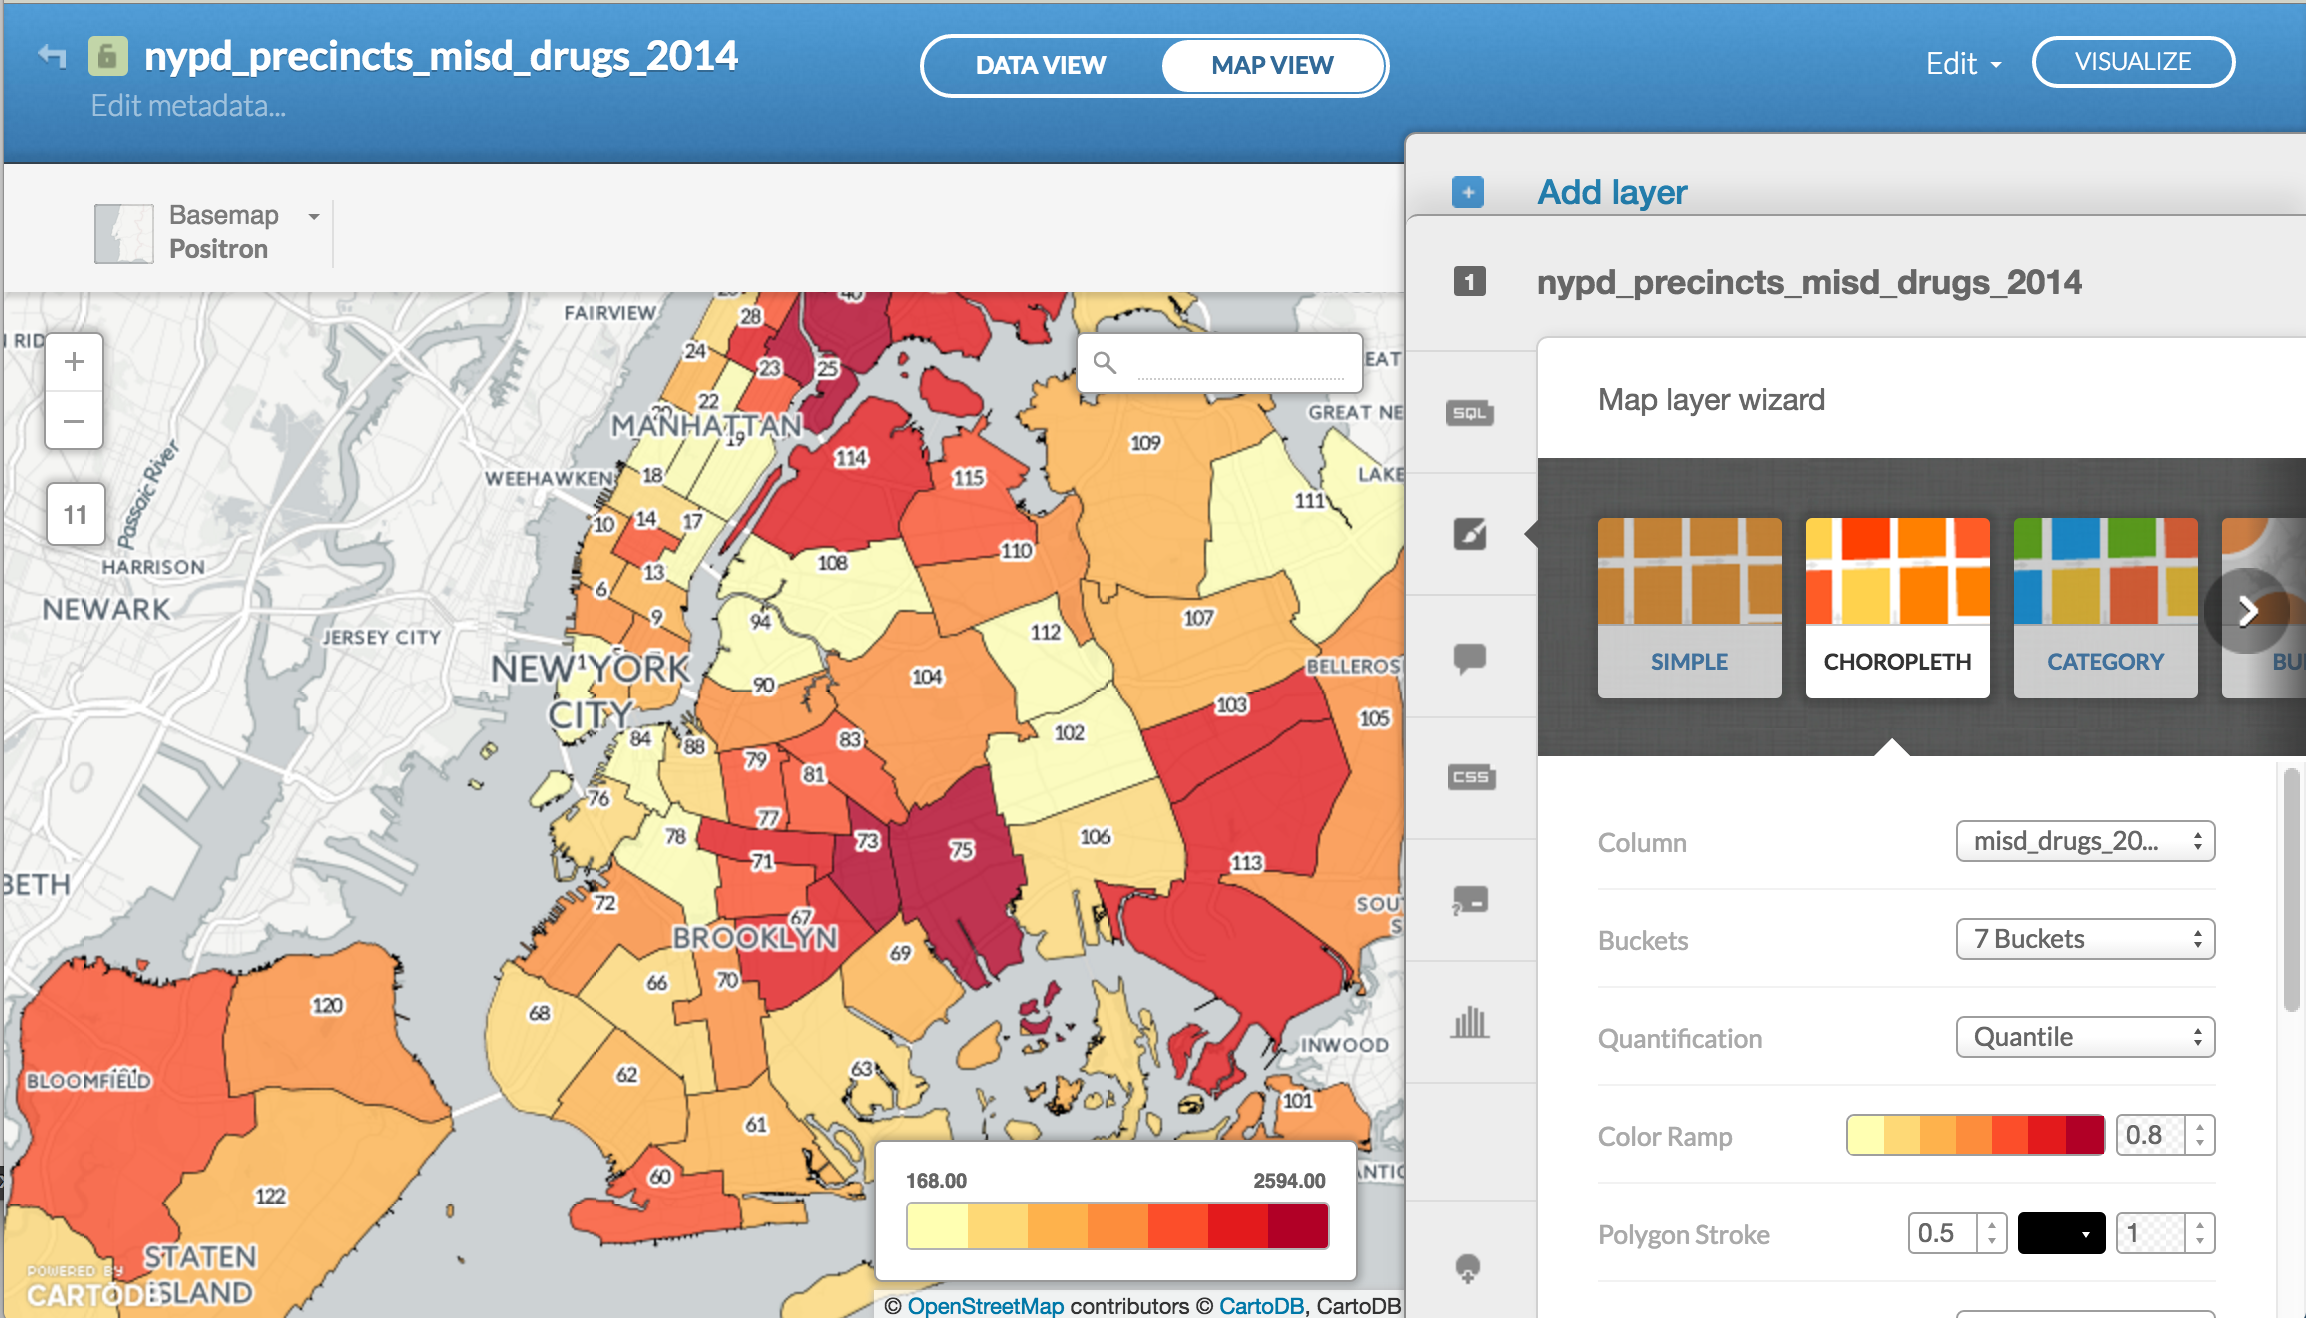 nypd_precincts_misd_drugs_2014
Edit metadata...
DATA VIEW
MAP VIEW
Edit
VISUALIZE
Basemap
Positron
Add layer
1
nypd_precincts_misd_drugs_2014
SQL
CSS
Map layer wizard
SIMPLE
CHOROPLETH
CATEGORY
Column
misd_drugs_20...
Buckets
7 Buckets
Quantification
Quantile
Color Ramp
0.8
Polygon Stroke
0.5
1
+
−
11
FAIRVIEW
28
24
23
25
22
MANHATTAN
19
GREAT NE
109
114
115
WEEHAWKEN
18
LAKE
111
Passaic River
10
14
17
110
HARRISON
108
13
6
NEWARK
9
94
107
JERSEY CITY
112
NEW YORK
CITY
1
BELLEROS
104
90
103
105
102
84
88
83
79
81
76
77
78
73
75
106
71
113
BETH
72
67
BROOKLYN
69
66
70
68
120
INWOOD
BLOOMFIELD
62
63
101
61
60
122
168.00
2594.00
STATEN
ISLAND
POWERED BY
CARTODB
© OpenStreetMap contributors © CartoDB, CartoDB